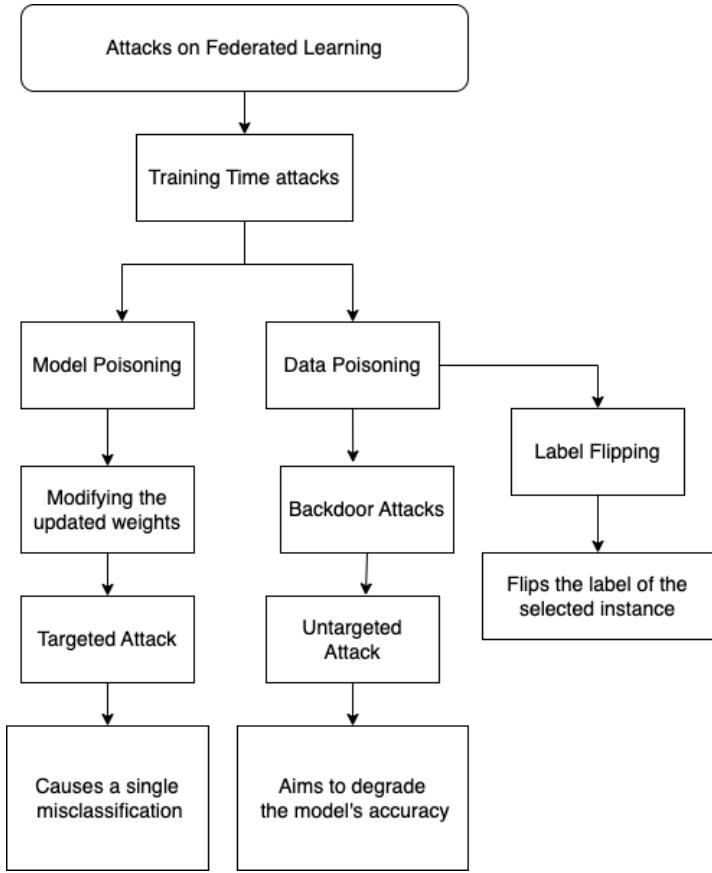 Attacks on Federated Learning
Training Time attacks
Model Poisoning
Data Poisoning
Label Flipping
Modifying the
updated weights
Backdoor Attacks
Flips the label of the
selected instance
Targeted Attack
Untargeted
Attack
Causes a single
misclassification
Aims to degrade
the model's accuracy